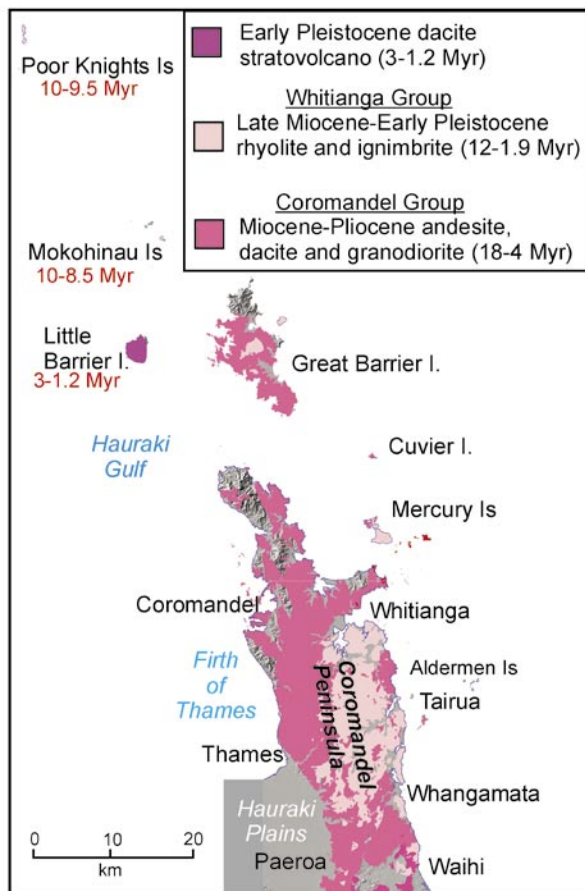 Poor Knights Is
10-9.5 Myr
Early Pleistocene dacite
stratovolcano (3-1.2 Myr)
Whitianga Group
Late Miocene-Early Pleistocene
rhyolite and ignimbrite (12-1.9 Myr)
Coromandel Group
Miocene-Pliocene andesite,
dacite and granodiorite (18-4 Myr)
Mokohinau Is
10-8.5 Myr
Little
Barrier I.
3-1.2 Myr
Great Barrier I.
Hauraki
Gulf
Cuvier I.
Mercury Is
Coromandel
Whitianga
Firth
of
Thames
Coromandel
Peninsula
Aldermen Is
Tairua
Thames
Whangamata
Hauraki
Plains
0 10 20
km
Paeroa
Waihi